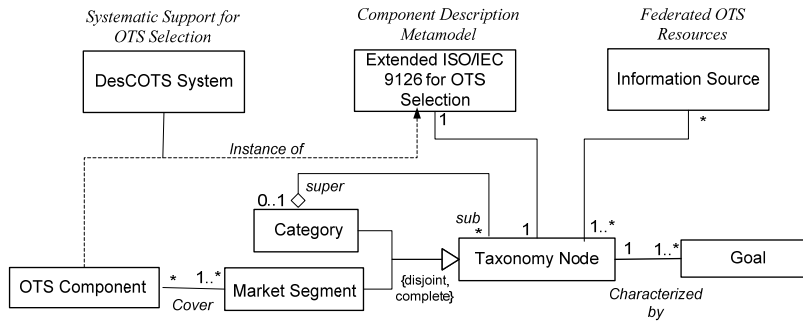 Systematic Support for
OTS Selection
Component Description
Metamodel
Federated OTS
Resources
DesCOTS System
Extended ISO/IEC
9126 for OTS
Selection
Information Source
1
*
Instance of
super
0..1
sub
*
1
1..*
Category
Taxonomy Node
1
1..*
Goal
{disjoint,
complete}
Characterized
by
OTS Component
*
1..*
Cover
Market Segment